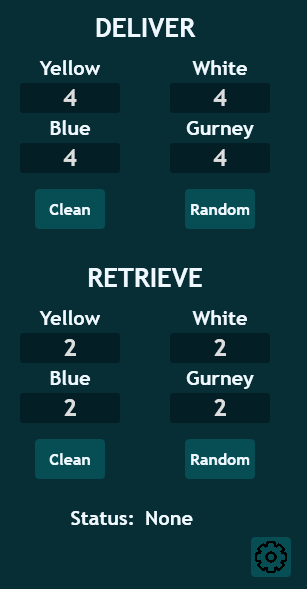 DELIVER
Yellow White
4 4
Blue Gurney
4 4
Clean Random
RETRIEVE
Yellow White
2 2
Blue Gurney
2 2
Clean Random
Status: None